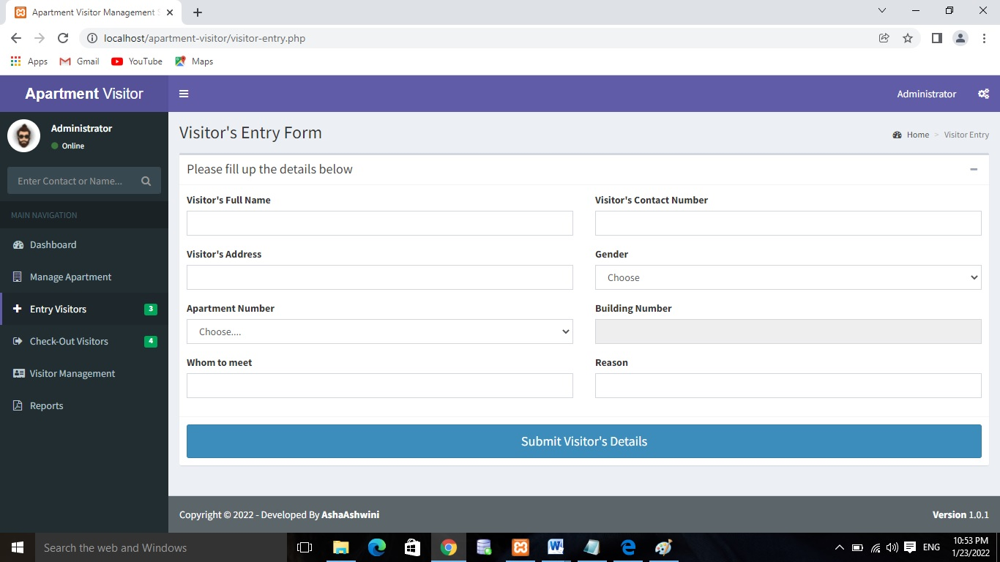 Apartment Visitor Management S
localhost/apartment-visitor/visitor-entry.php
Apps Gmail YouTube Maps
Apartment Visitor
Administrator
Administrator
Online
Visitor's Entry Form
Home > Visitor Entry
Enter Contact or Name...
MAIN NAVIGATION
Dashboard
Manage Apartment
Entry Visitors 3
Check-Out Visitors 4
Visitor Management
Reports
Please fill up the details below
Visitor's Full Name
Visitor's Contact Number
Visitor's Address
Gender
Choose
Apartment Number
Choose....
Building Number
Whom to meet
Reason
Submit Visitor's Details
Copyright © 2022 - Developed By AshaAshwini
Version 1.0.1
Search the web and Windows
ENG
10:53 PM
1/23/2022